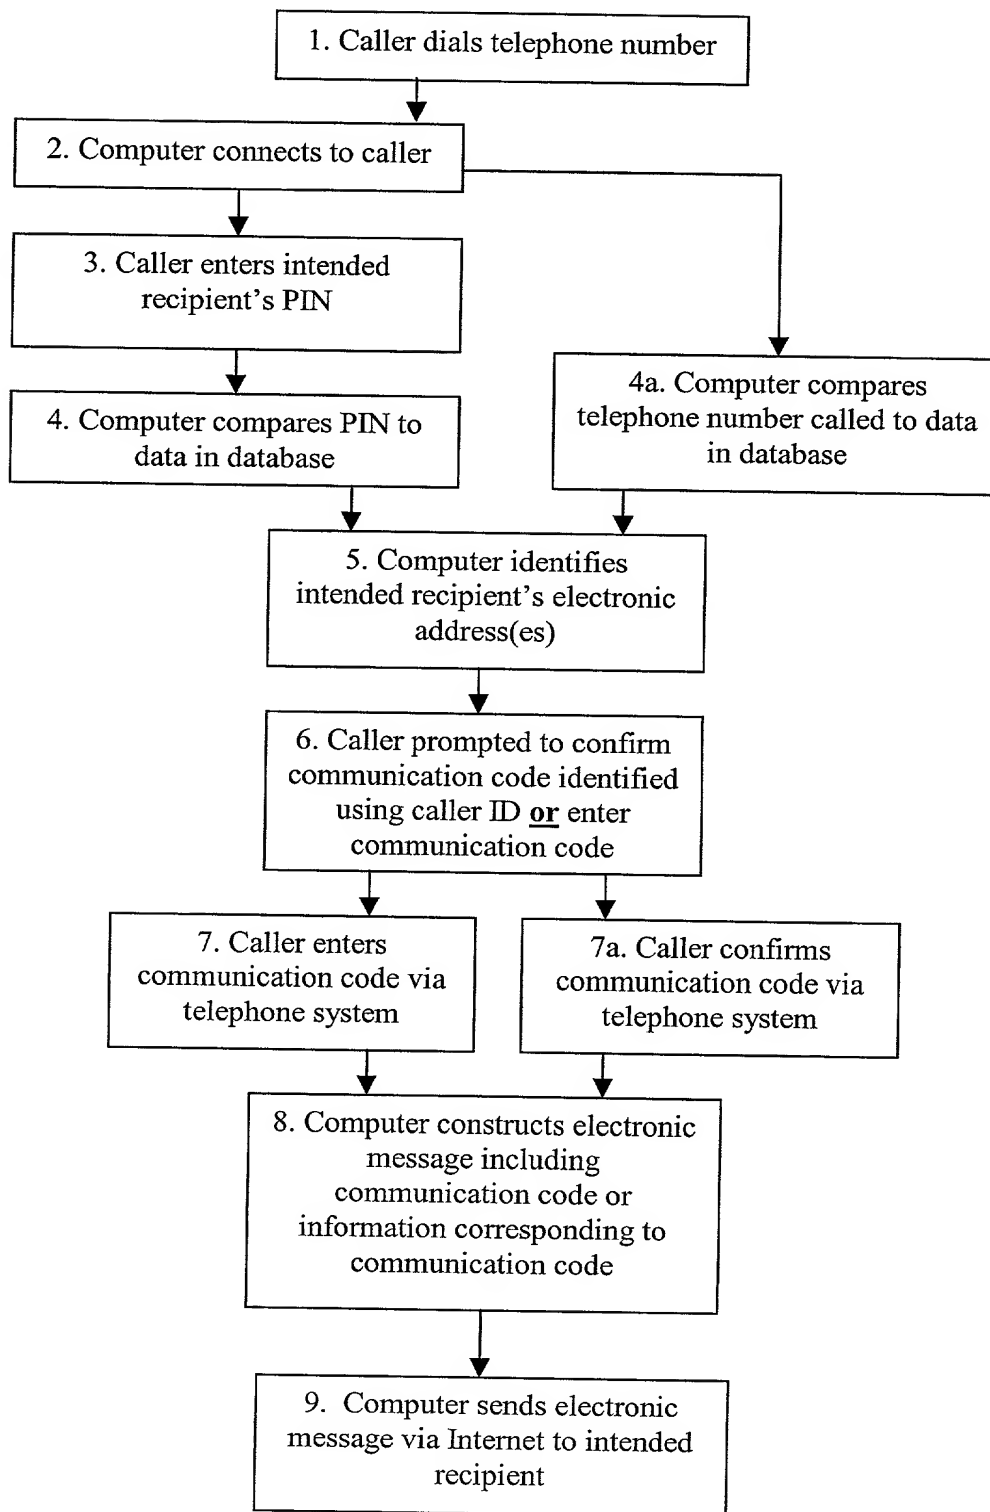 1. Caller dials telephone number
2. Computer connects to caller
3. Caller enters intended
recipient’s PIN
4. Computer compares PIN to
data in database
4a. Computer compares
telephone number called to data
in database
5. Computer identifies
intended recipient’s electronic
address(es)
6. Caller prompted to confirm
communication code identified
using caller ID or enter
communication code
7. Caller enters
communication code via
telephone system
7a. Caller confirms
communication code via
telephone system
8. Computer constructs electronic
message including
communication code or
information corresponding to
communication code
9. Computer sends electronic
message via Internet to intended
recipient